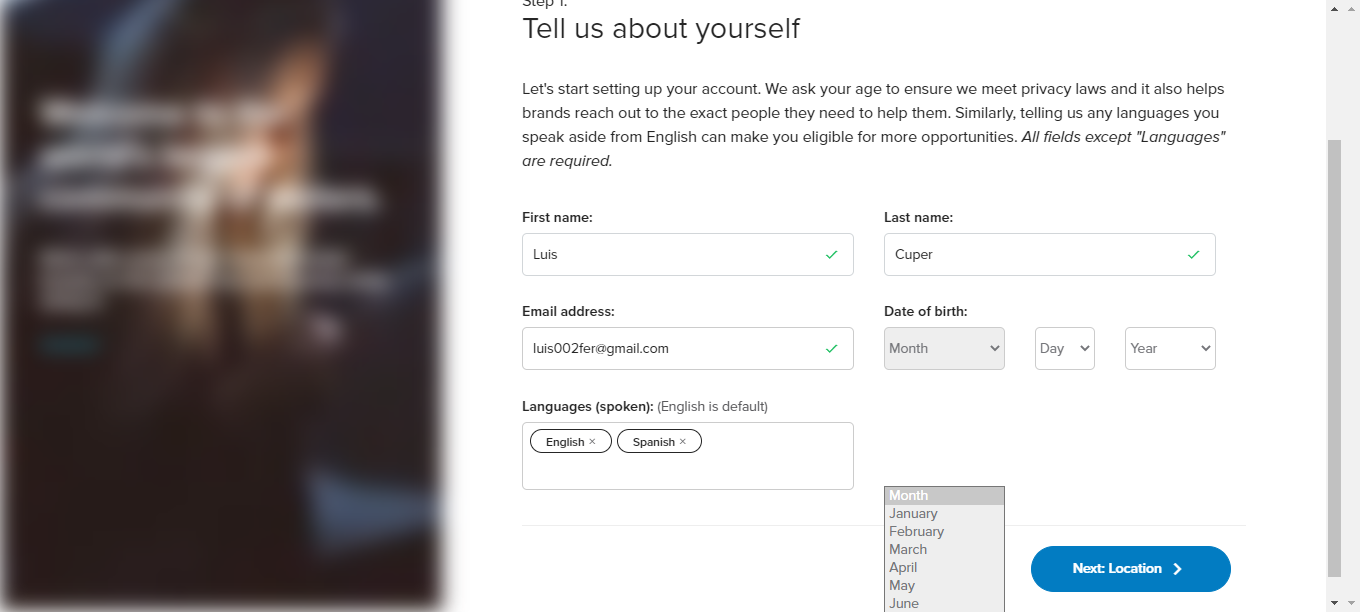 Step 1:
Tell us about yourself
Let's start setting up your account. We ask your age to ensure we meet privacy laws and it also helps
brands reach out to the exact people they need to help them. Similarly, telling us any languages you
speak aside from English can make you eligible for more opportunities. All fields except "Languages"
are required.
First name:
Last name:
Luis
Cuper
Email address:
Date of birth:
luis002fer@gmail.com
Month
Day
Year
Languages (spoken): (English is default)
English ×
Spanish ×
Month
January
February
March
April
May
June
Next: Location